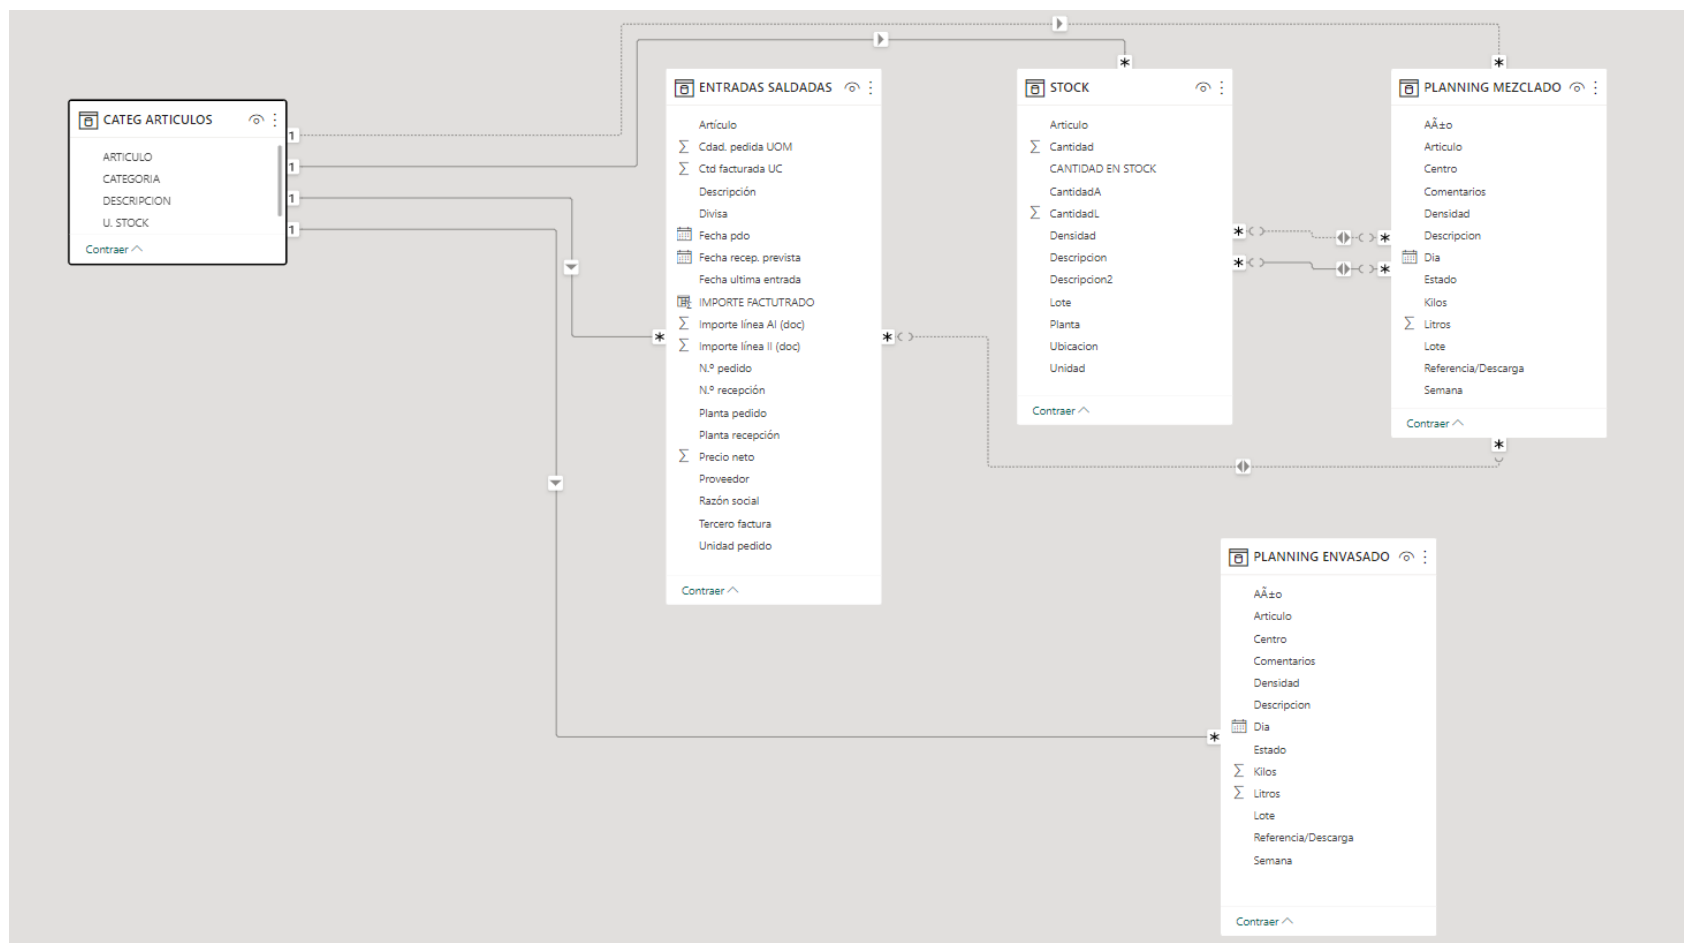 CATEG ARTICULOS
ARTICULO
CATEGORIA
DESCRIPCION
U. STOCK
Contraer
1
1
1
1
ENTRADAS SALDADAS
Artículo
Cdad. pedida UOM
Ctd facturada UC
Descripción
Divisa
Fecha pdo
Fecha recep. prevista
Fecha ultima entrada
IMPORTE FACTUTRADO
Importe línea AI (doc)
Importe línea II (doc)
N.º pedido
N.º recepción
Planta pedido
Planta recepción
Precio neto
Proveedor
Razón social
Tercero factura
Unidad pedido
Contraer
STOCK
Articulo
Cantidad
CANTIDAD EN STOCK
CantidadA
CantidadL
Densidad
Descripcion
Descripcion2
Lote
Planta
Ubicacion
Unidad
Contraer
PLANNING MEZCLADO
AÃ±o
Articulo
Centro
Comentarios
Densidad
Descripcion
Dia
Estado
Kilos
Litros
Lote
Referencia/Descarga
Semana
Contraer
PLANNING ENVASADO
AÃ±o
Articulo
Centro
Comentarios
Densidad
Descripcion
Dia
Estado
Kilos
Litros
Lote
Referencia/Descarga
Semana
Contraer